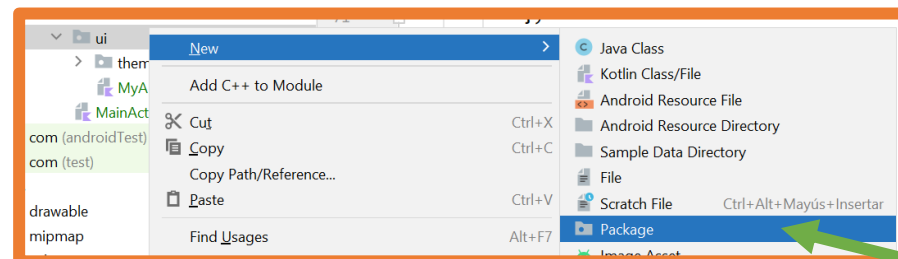 ui
them
MyA
MainAct
com (androidTest)
com (test)
drawable
mipmap
New
Add C++ to Module
Cut Ctrl+X
Copy Ctrl+C
Copy Path/Reference...
Paste Ctrl+V
Find Usages Alt+F7
Java Class
Kotlin Class/File
Android Resource File
Android Resource Directory
Sample Data Directory
File
Scratch File Ctrl+Alt+Mayús+Insertar
Package
Image Asset